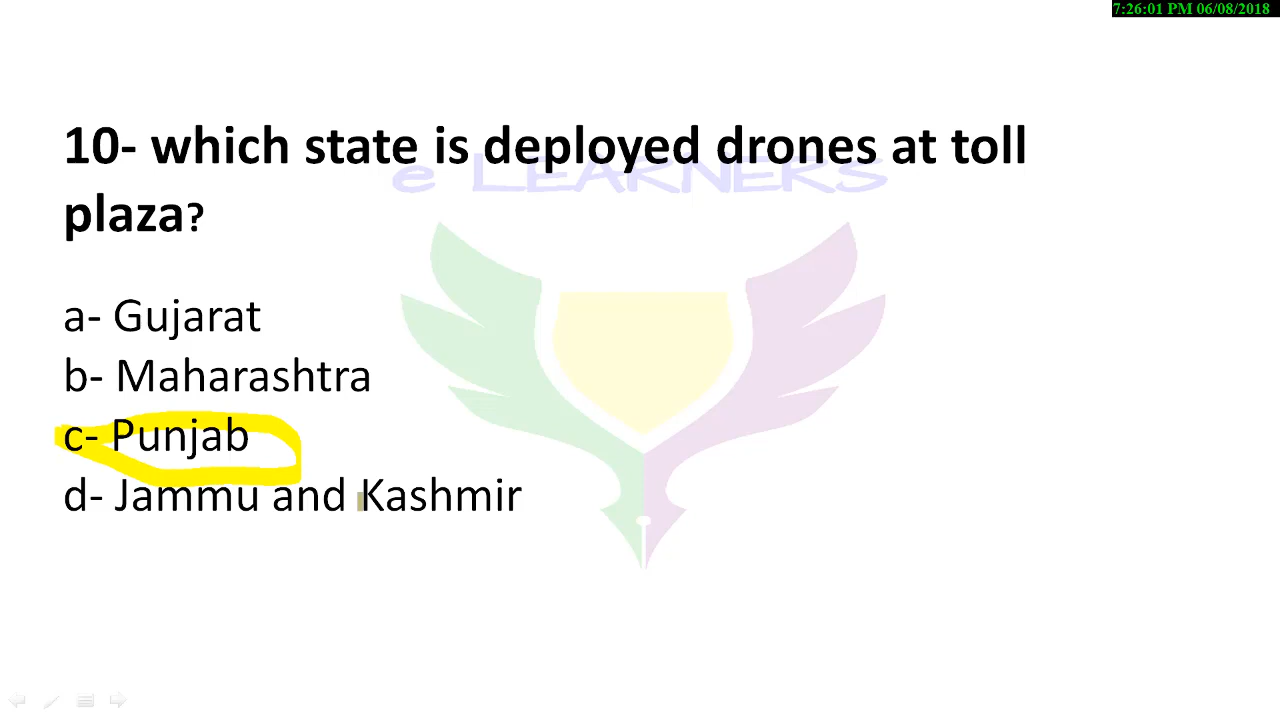 7:26:01 PM 06/08/2018
10- which state is deployed drones at toll
e LEARNERS
plaza?
a- Gujarat
b- Maharashtra
c- Punjab
d- Jammu and Kashmir